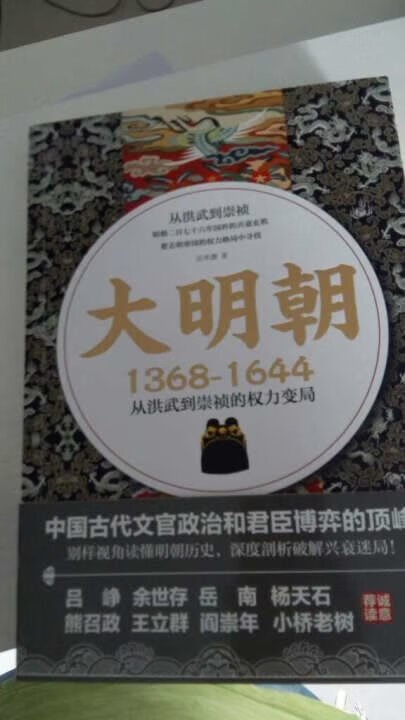 从洪武到崇祯
大明朝
1368-1644
从洪武到崇祯的权力变局
中国古代文官政治和君臣博弈的顶峰
别样视角读懂明朝历史，深度剖析破解兴衰迷局！
吕 峥 余世存 岳 南 杨天石
熊召政 王立群 阎崇年 小桥老树
诚意
荐读